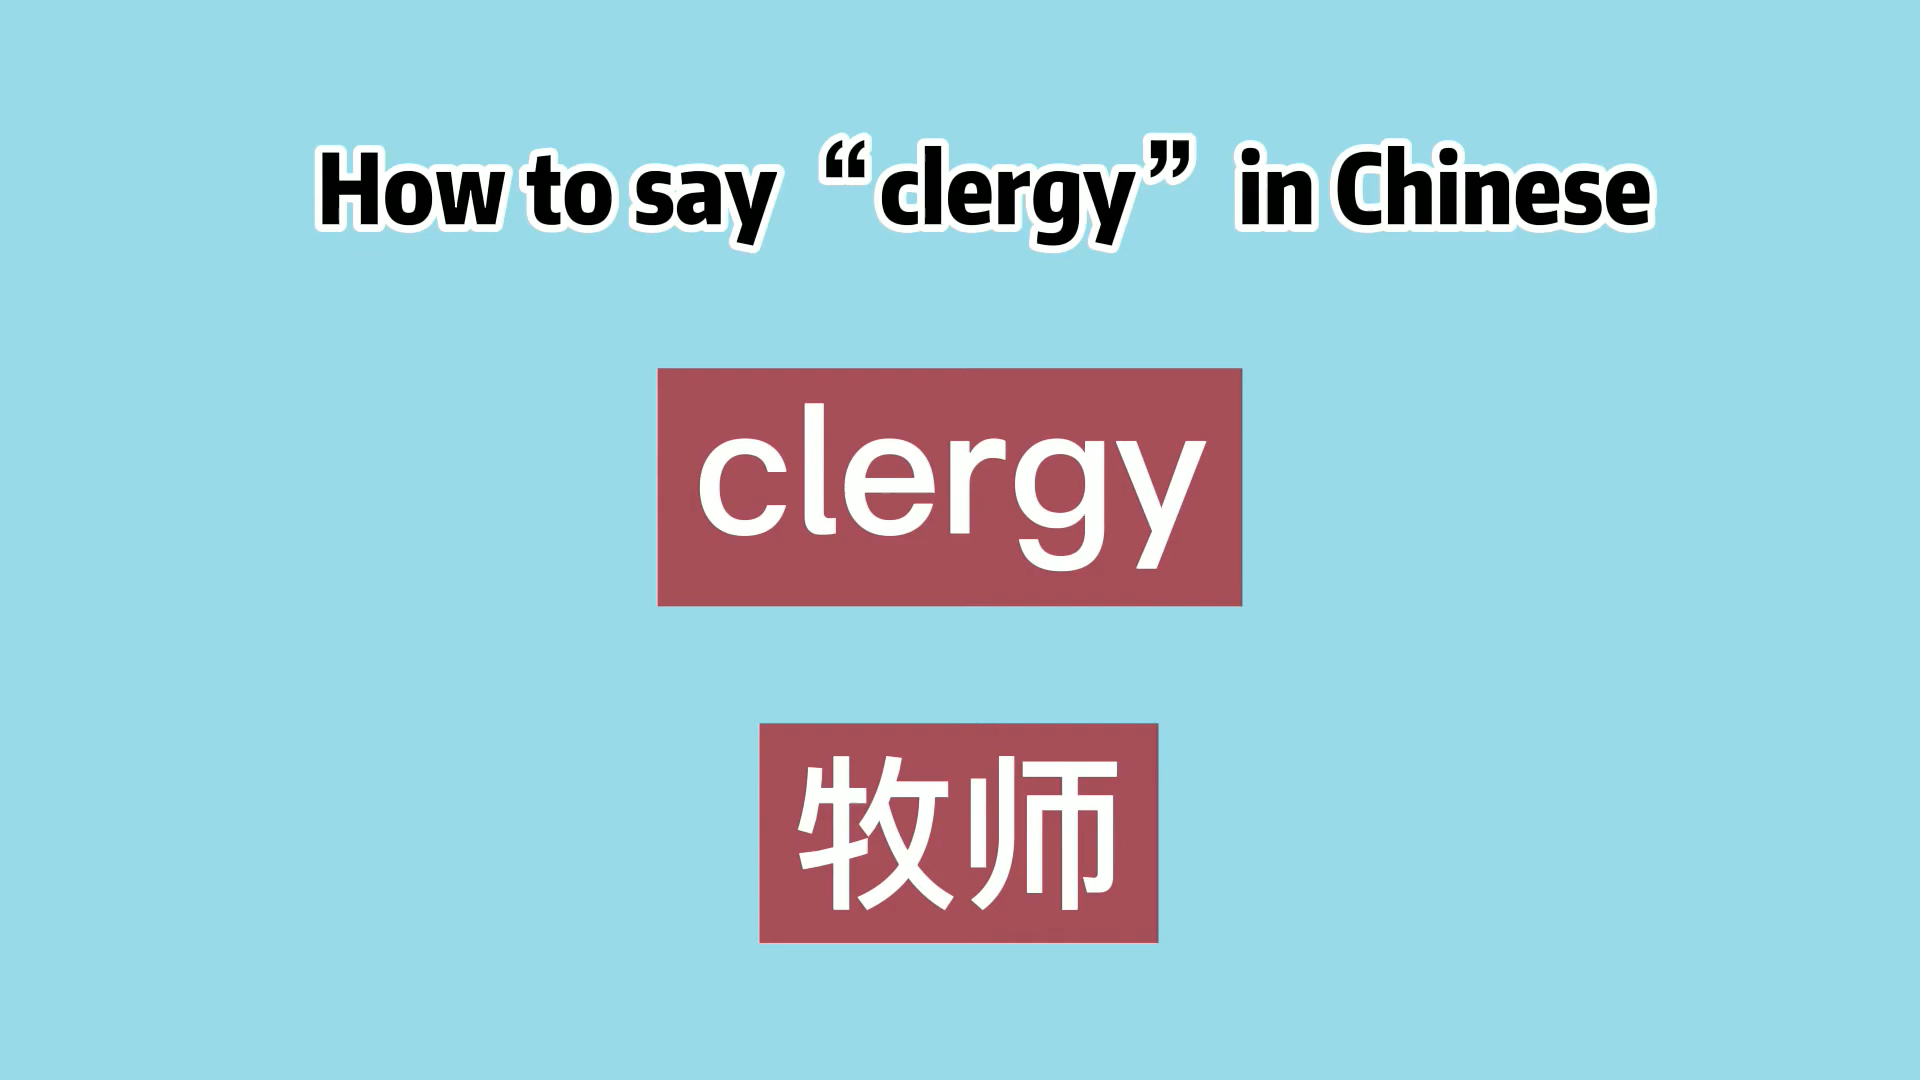 How to say “clergy” in Chinese
clergy
牧师